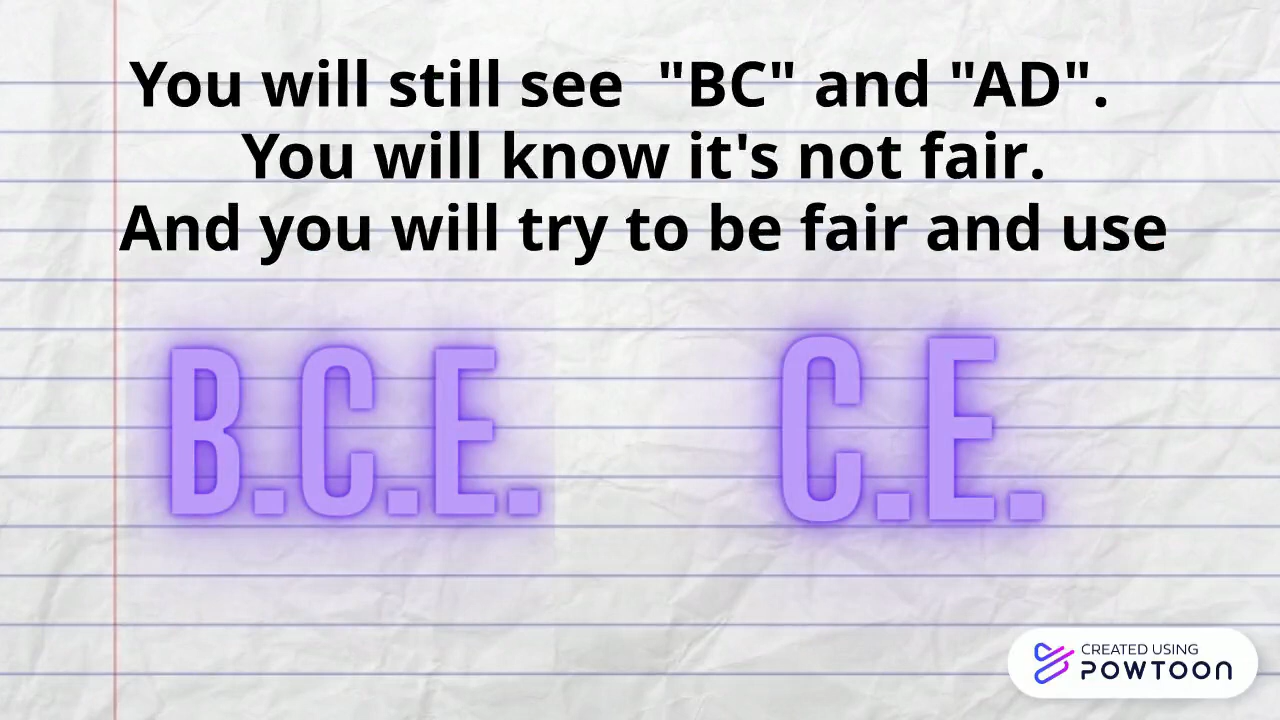 You will still see  "BC" and "AD".
You will know it's not fair.
And you will try to be fair and use
B.C.E. C.E.
CREATED USING
POWTOON